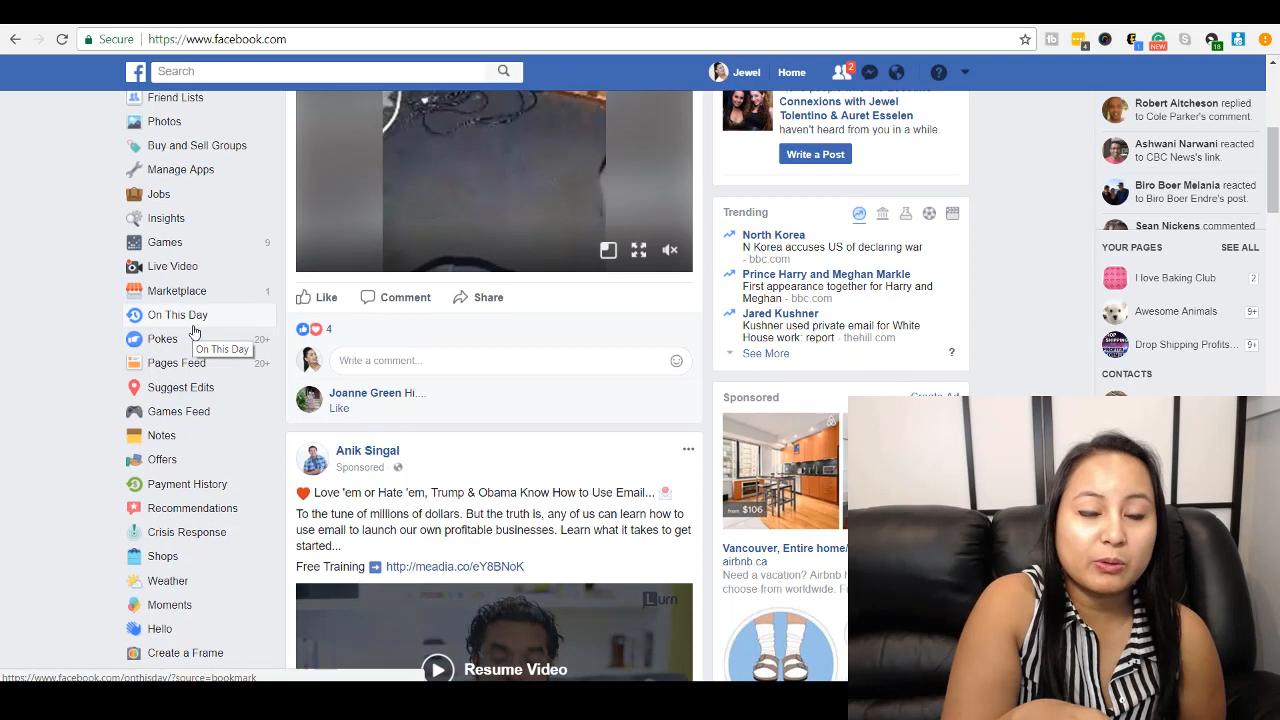 Secure
https://www.facebook.com
4
1
NEW
18
Search
Jewel
Home
2
Friend Lists
Photos
Buy and Sell Groups
Manage Apps
Jobs
Insights
Games 9
Live Video
Marketplace 1
On This Day
Pokes 20+
On This Day
Pages Feed 20+
Suggest Edits
Games Feed
Notes
Offers
Payment History
Recommendations
Crisis Response
Shops
Weather
Moments
Hello
Create a Frame
https://www.facebook.com/onthisday/?source=bookmark
Like Comment Share
4
Write a comment...
Joanne Green Hi....
Like
Anik Singal
Sponsored
Love 'em or Hate 'em, Trump & Obama Know How to Use Email...
To the tune of millions of dollars. But the truth is, any of us can learn how to
use email to launch our own profitable businesses. Learn what it takes to get
started...
Free Training http://meadia.co/eY8BNoK
Lurn
Resume Video
Connexions with Jewel
Tolentino & Auret Esselen
haven't heard from you in a while.
Write a Post
Trending
North Korea
N Korea accuses US of declaring war
- bbc.com
Prince Harry and Meghan Markle
First appearance together for Harry and
Meghan - bbc.com
Jared Kushner
Kushner used private email for White
House work: report - thehill.com
See More
?
Sponsored
Create Ad
from $106
Vancouver, Entire home/
airbnb.ca
Need a vacation? Airbnb h
choose from worldwide.
Robert Altcheson replied
to Cole Parker's comment.
Ashwani Narwani reacted
to CBC News's link.
Biro Boer Melania reacted
to Biro Boer Endre's post.
Sean Nickens commented
YOUR PAGES SEE ALL
I love Baking Club 2
Awesome Animals 9+
Drop Shipping Profits... 9+
CONTACTS